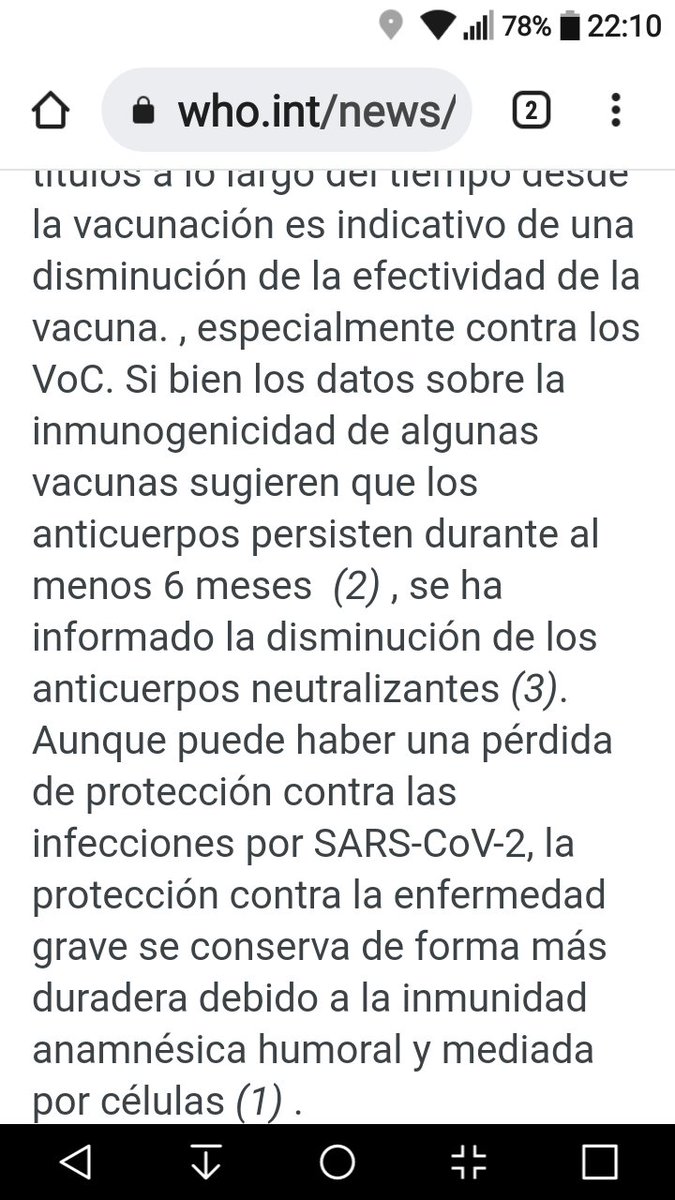 78% 22:10
who.int/news/ 2
títulos a lo largo del tiempo desde
la vacunación es indicativo de una
disminución de la efectividad de la
vacuna. , especialmente contra los
VoC. Si bien los datos sobre la
inmunogenicidad de algunas
vacunas sugieren que los
anticuerpos persisten durante al
menos 6 meses (2) , se ha
informado la disminución de los
anticuerpos neutralizantes (3).
Aunque puede haber una pérdida
de protección contra las
infecciones por SARS-CoV-2, la
protección contra la enfermedad
grave se conserva de forma más
duradera debido a la inmunidad
anamnésica humoral y mediada
por células (1) .